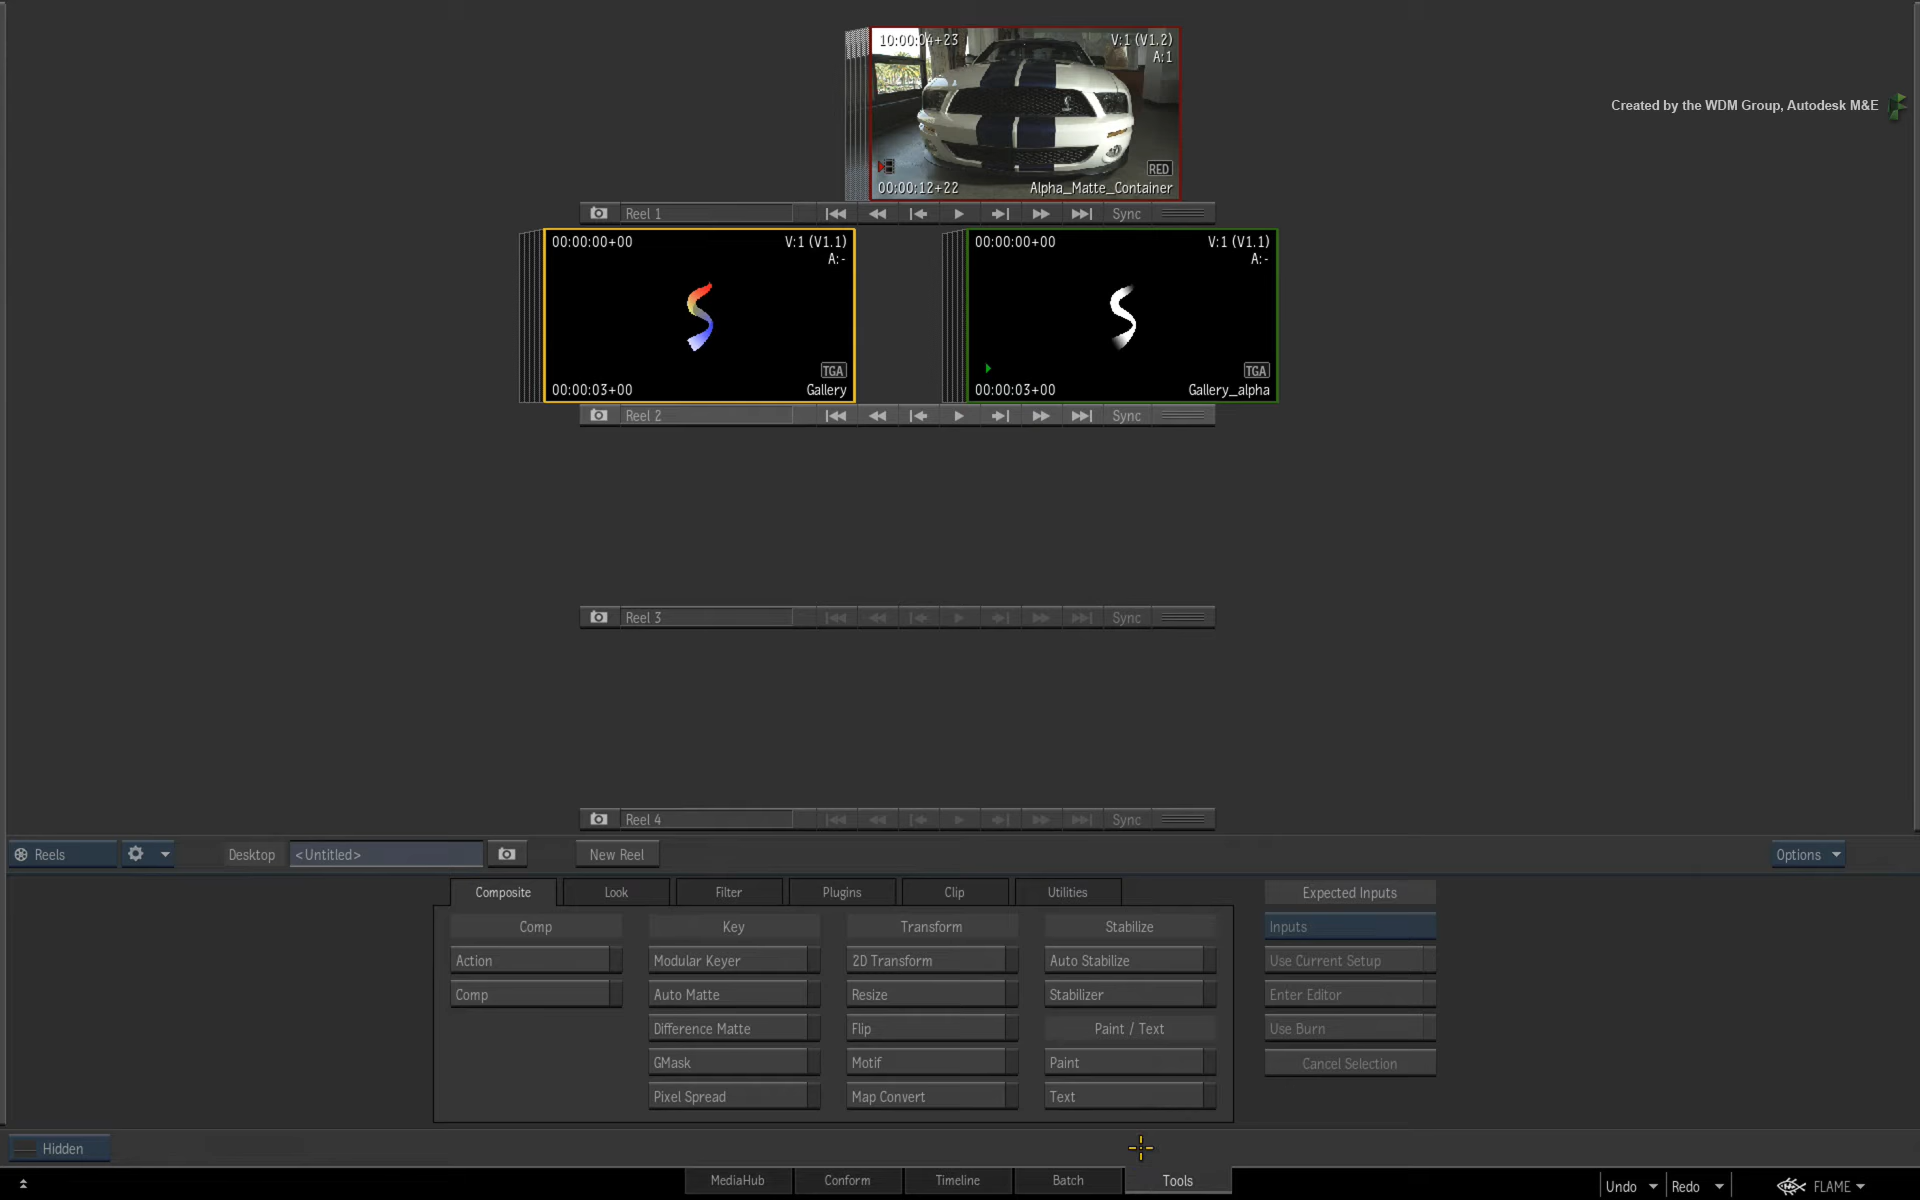 10:00:04+23 V:1 (V1.2)
A:1
RED
00:00:12+22 Alpha_Matte_Container
Created by the WDM Group, Autodesk M&E
Reel 1 Sync
00:00:00+00 V:1 (V1.1)
A:-
TGA
00:00:03+00 Gallery
00:00:00+00 V:1 (V1.1)
A:-
TGA
00:00:03+00 Gallery_alpha
Reel 2 Sync
Reel 3 Sync
Reel 4 Sync
Reels Desktop <Untitled> New Reel Options
Composite Look Filter Plugins Clip Utilities Expected Inputs
Comp Key Transform Stabilize Inputs
Action Modular Keyer 2D Transform Auto Stabilize Use Current Setup
Comp Auto Matte Resize Stabilizer Enter Editor
Difference Matte Flip Paint / Text Use Burn
GMask Motif Paint Cancel Selection
Pixel Spread Map Convert Text
Hidden
MediaHub Conform Timeline Batch Tools Undo Redo FLAME